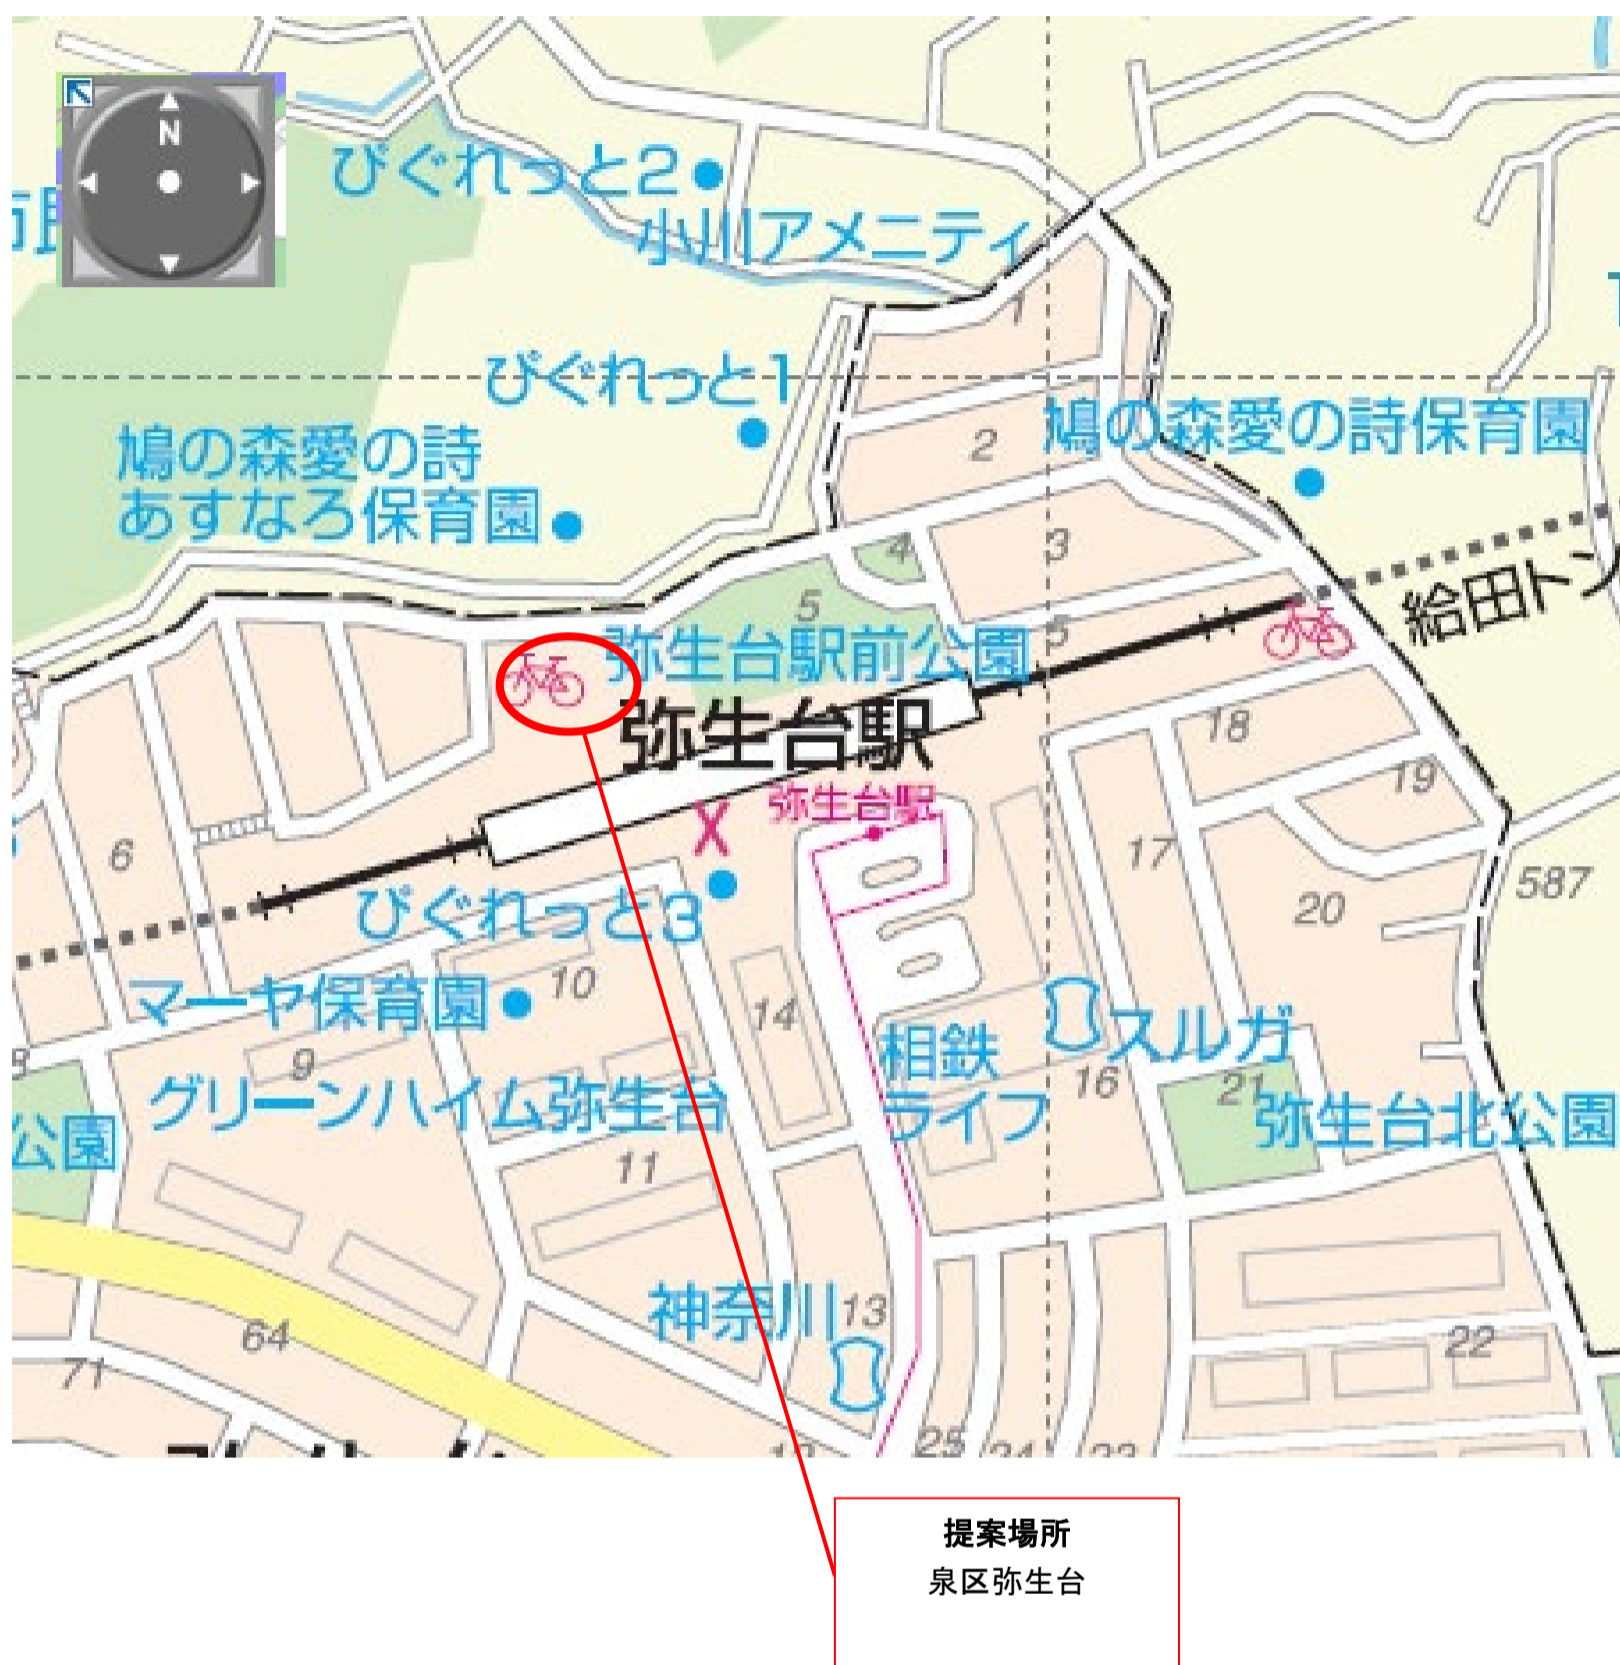 N
ぴぐれっと2
小川アメニティ
1
ぴぐれっと1
2
鳩の森愛の詩保育園
鳩の森愛の詩
あすなろ保育園
4
3
5
5
給田トン
弥生台駅前公園
弥生台駅
18
19
弥生台駅
X
6
17
587
20
ぴぐれっと3
10
マーヤ保育園
14
9
相鉄
ライフ
スルガ
16
21
グリーンハイム弥生台
弥生台北公園
公園
11
神奈川
13
64
22
71
25
提案場所
泉区弥生台